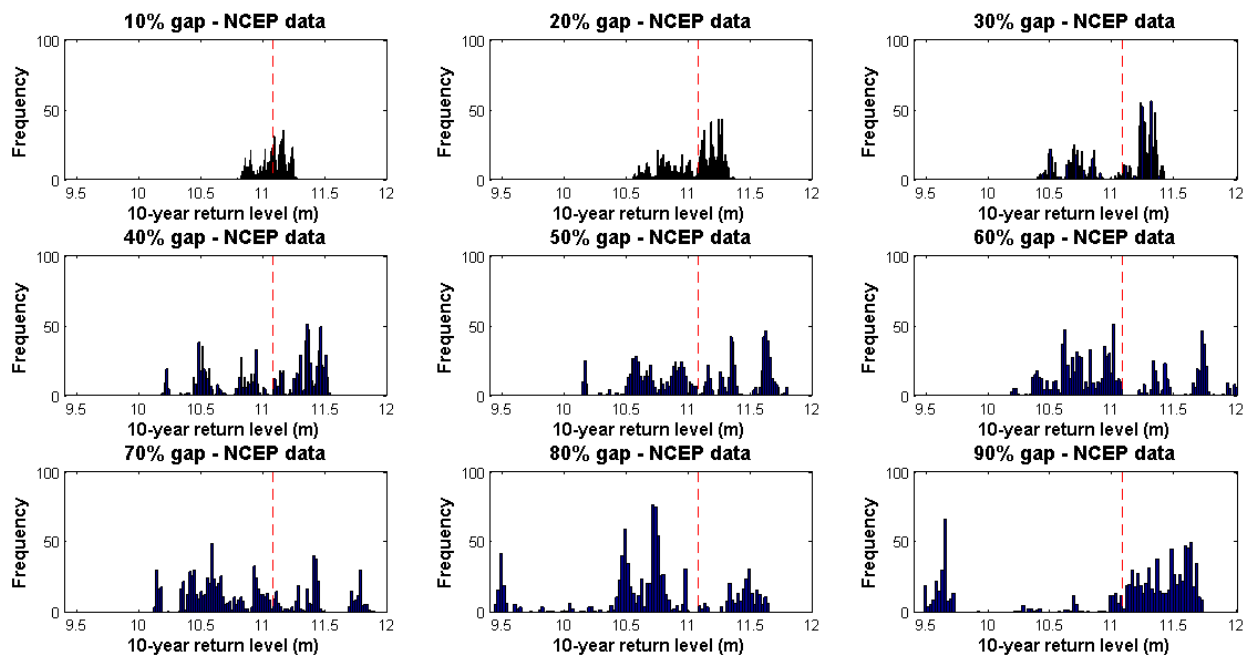 10% gap - NCEP data
100
50
0
Frequency
9.5 10 10.5 11 11.5 12
10-year return level (m)
20% gap - NCEP data
100
50
0
Frequency
9.5 10 10.5 11 11.5 12
10-year return level (m)
30% gap - NCEP data
100
50
0
Frequency
9.5 10 10.5 11 11.5 12
10-year return level (m)
40% gap - NCEP data
100
50
0
Frequency
9.5 10 10.5 11 11.5 12
10-year return level (m)
50% gap - NCEP data
100
50
0
Frequency
9.5 10 10.5 11 11.5 12
10-year return level (m)
60% gap - NCEP data
100
50
0
Frequency
9.5 10 10.5 11 11.5 12
10-year return level (m)
70% gap - NCEP data
100
50
0
Frequency
9.5 10 10.5 11 11.5 12
10-year return level (m)
80% gap - NCEP data
100
50
0
Frequency
9.5 10 10.5 11 11.5 12
10-year return level (m)
90% gap - NCEP data
100
50
0
Frequency
9.5 10 10.5 11 11.5 12
10-year return level (m)